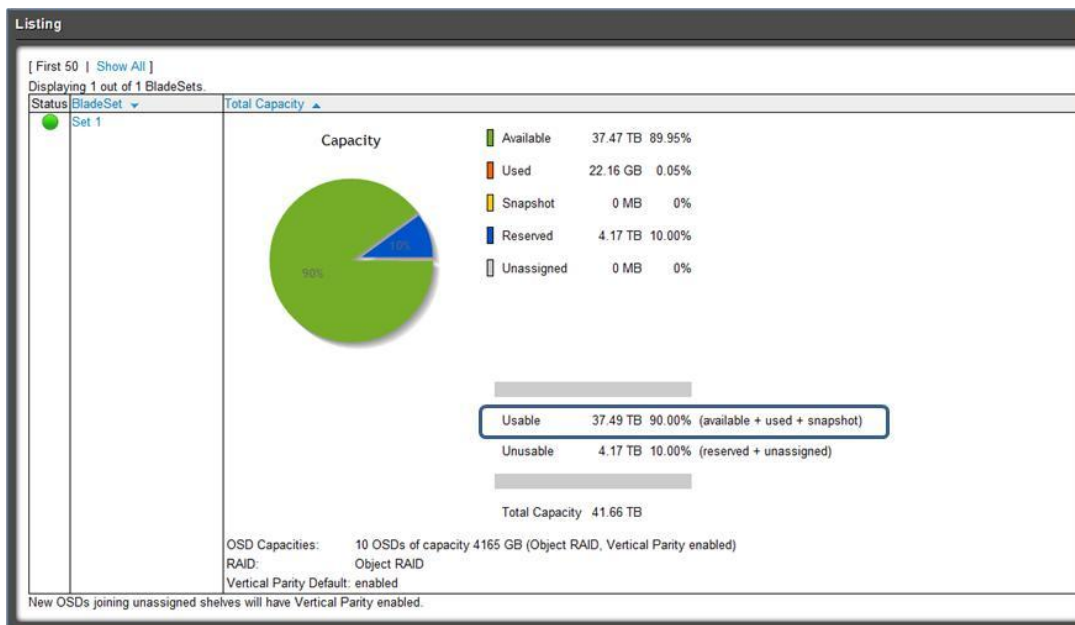 Listing
[ First 50 | Show All ]
Displaying 1 out of 1 BladeSets.
Status BladeSet Total Capacity
Set 1
Capacity
90%
10%
Available 37.47 TB 89.95%
Used 22.16 GB 0.05%
Snapshot 0 MB 0%
Reserved 4.17 TB 10.00%
Unassigned 0 MB 0%
Usable 37.49 TB 90.00% (available + used + snapshot)
Unusable 4.17 TB 10.00% (reserved + unassigned)
Total Capacity 41.66 TB
OSD Capacities: 10 OSDs of capacity 4165 GB (Object RAID, Vertical Parity enabled)
RAID: Object RAID
Vertical Parity Default: enabled
New OSDs joining unassigned shelves will have Vertical Parity enabled.